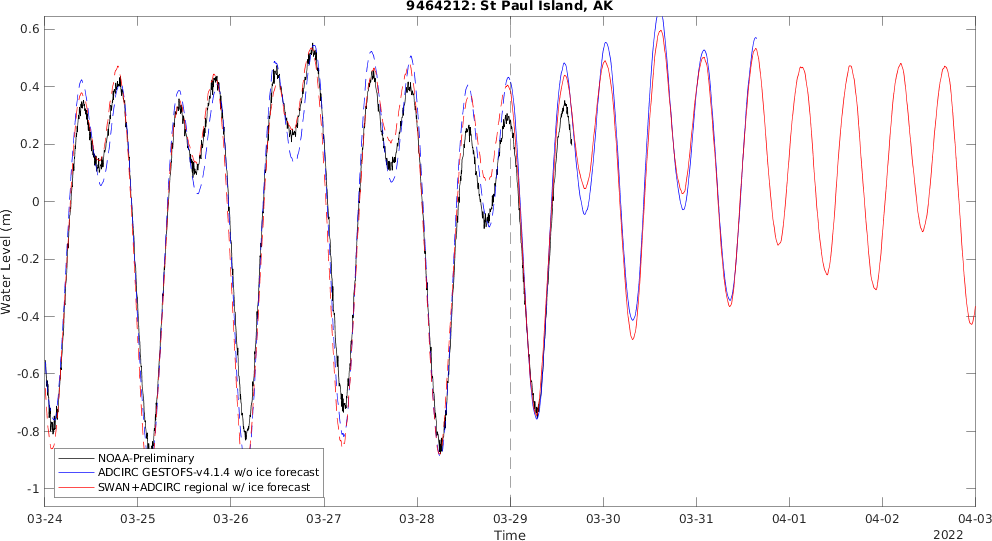 9464212: St Paul Island, AK
0.6
0.4
0.2
0
-0.2
-0.4
-0.6
-0.8
-1
Water Level (m)
NOAA-Preliminary
ADCIRC GESTOFS-v4.1.4 w/o ice forecast
SWAN+ADCIRC regional w/ ice forecast
03-24 03-25 03-26 03-27 03-28 03-29 03-30 03-31 04-01 04-02 04-03
Time
2022